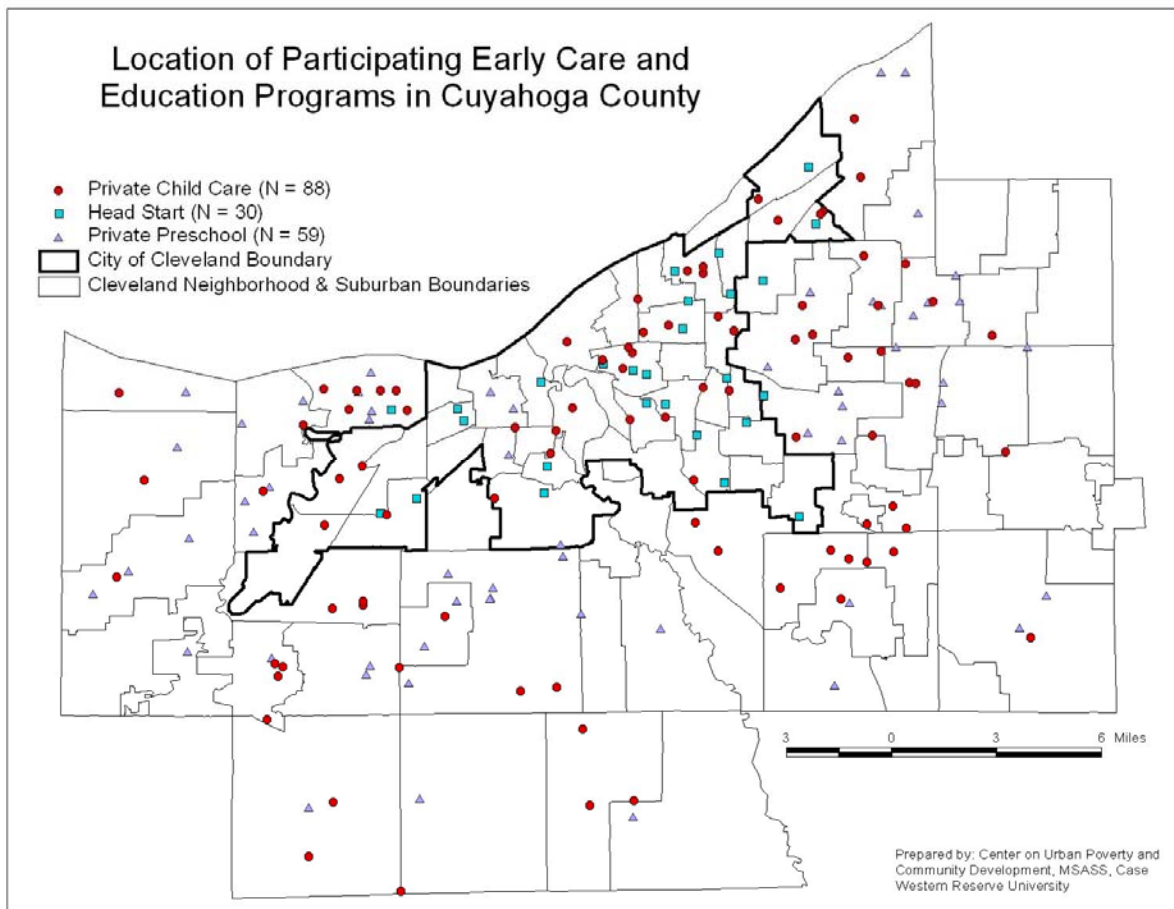 Location of Participating Early Care and
Education Programs in Cuyahoga County
Private Child Care (N = 88)
Head Start (N = 30)
Private Preschool (N = 59)
City of Cleveland Boundary
Cleveland Neighborhood & Suburban Boundaries
3 0 3 6 Miles
Prepared by: Center on Urban Poverty and
Community Development, MSASS, Case
Western Reserve University